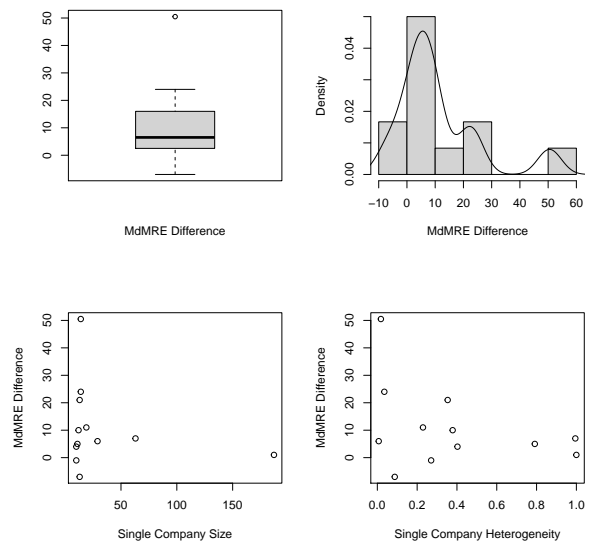 50
40
30
20
10
0
MdMRE Difference
Density
0.04
0.02
0.00
−10 0 10 20 30 40 50 60
MdMRE Difference
MdMRE Difference
50
40
30
20
10
0
50 100 150
Single Company Size
MdMRE Difference
50
40
30
20
10
0
0.0 0.2 0.4 0.6 0.8 1.0
Single Company Heterogeneity